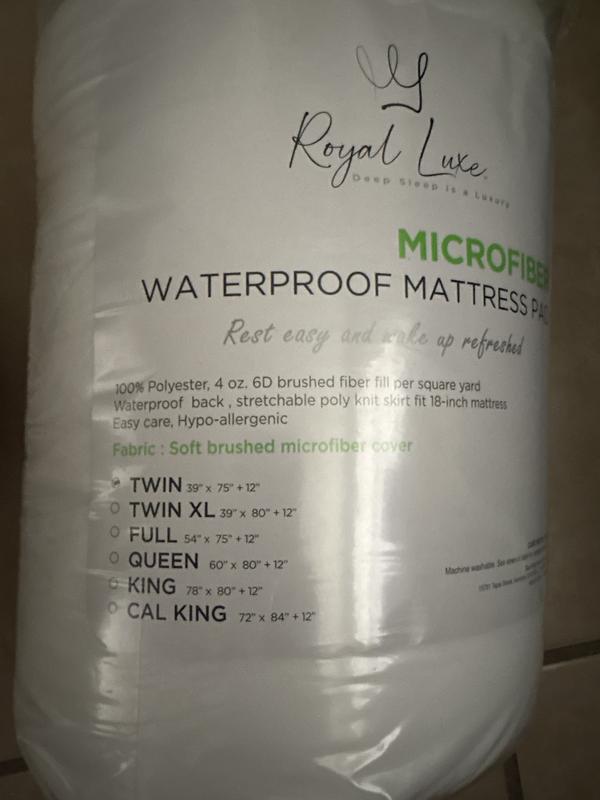 Royal Luxe
Deep Sleep is a Luxury
MICROFIBER
WATERPROOF MATTRESS PA
Rest easy and wake up refreshed
100% Polyester, 4 oz. 6D brushed fiber fill per square yard
Waterproof back , stretchable poly knit skirt fit 18-inch mattress
Easy care, Hypo-allergenic
Fabric : Soft brushed microfiber cover
TWIN 39" x 75" + 12"
TWIN XL 39" x 80" + 12"
FULL 54" x 75" + 12"
QUEEN 60" x 80" + 12"
KING 78" x 80" + 12"
CAL KING 72" x 84" + 12"
Machine washable.